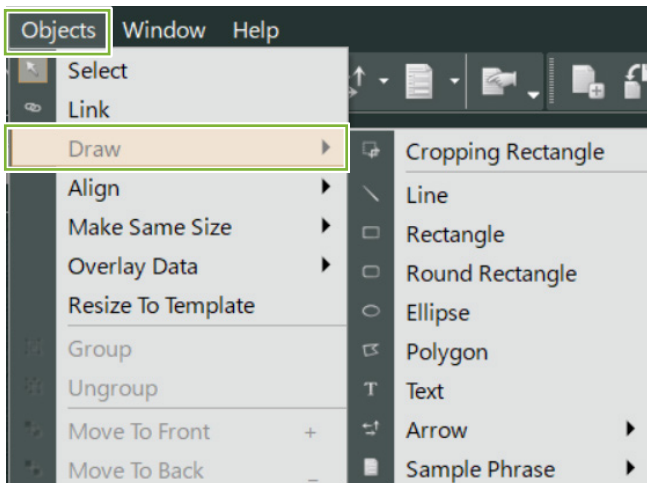 Objects Window Help
Select
Link
Draw
Align
Make Same Size
Overlay Data
Resize To Template
Group
Ungroup
Move To Front +
Move To Back _
Cropping Rectangle
Line
Rectangle
Round Rectangle
Ellipse
Polygon
T Text
Arrow
Sample Phrase